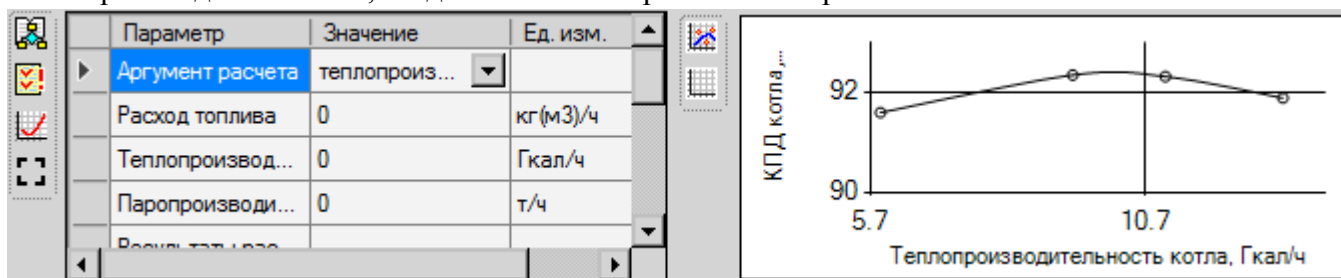 Параметр Значение Ед. изм.
Аргумент расчета теплопроиз...
Расход топлива 0 кг(м3)/ч
Теплопроизвод... 0 Гкал/ч
Паропроизводи... 0 т/ч
КПД котла,...
92
90
5.7 10.7
Теплопроизводительность котла, Гкал/ч